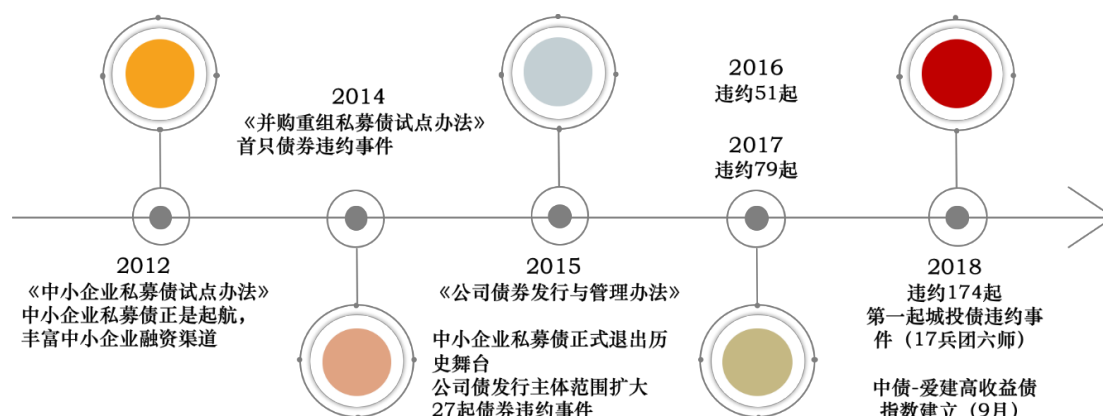 2012
《中小企业私募债试点办法》
中小企业私募债正是起航，
丰富中小企业融资渠道
2014
《并购重组私募债试点办法》
首只债券违约事件
2015
《公司债券发行与管理办法》
中小企业私募债正式退出历
史舞台
公司债发行主体范围扩大
27起债券违约事件
2016
违约51起
2017
违约79起
2018
违约174起
第一起城投债违约事
件（17兵团六师）
中债-爱建高收益债
指数建立（9月）